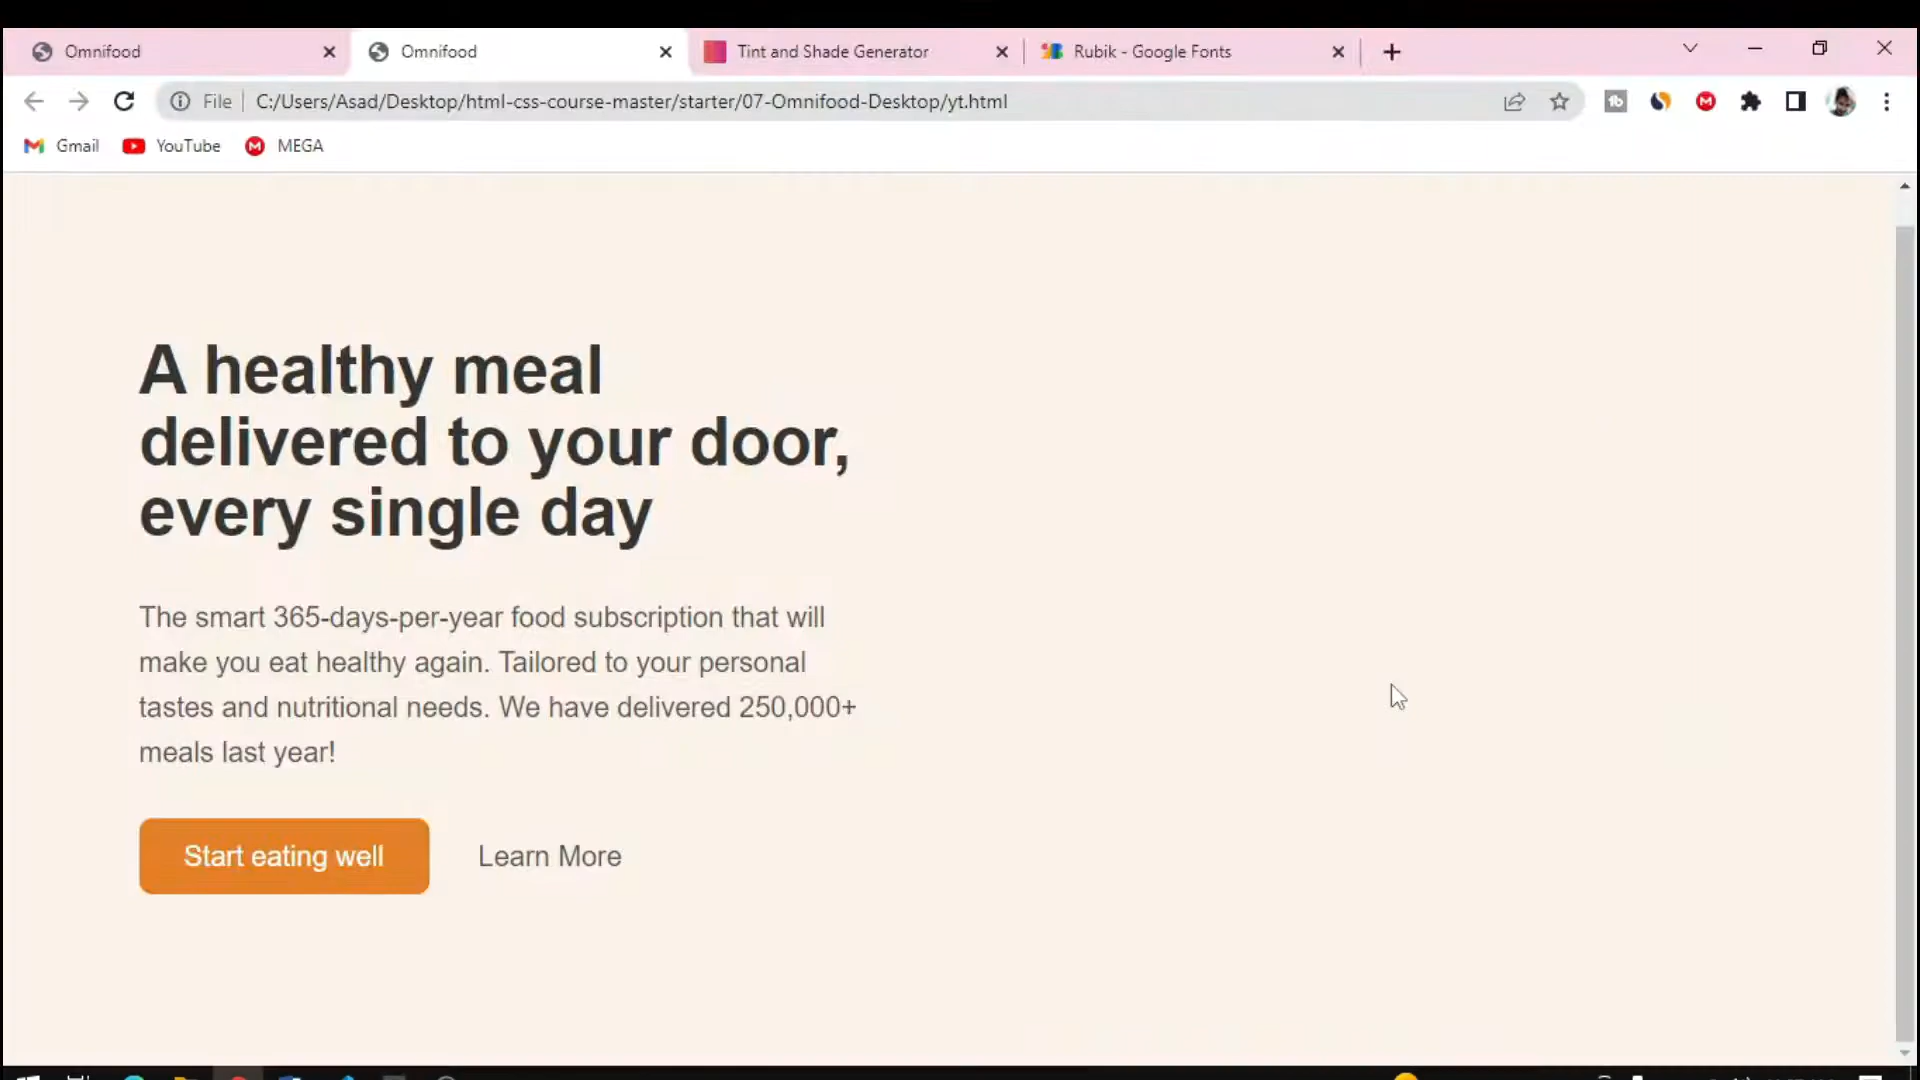 Omnifood
Omnifood
Tint and Shade Generator
Rubik - Google Fonts
File
C:/Users/Asad/Desktop/html-css-course-master/starter/07-Omnifood-Desktop/yt.html
Gmail
YouTube
MEGA
A healthy meal
delivered to your door,
every single day
The smart 365-days-per-year food subscription that will
make you eat healthy again. Tailored to your personal
tastes and nutritional needs. We have delivered 250,000+
meals last year!
Start eating well
Learn More